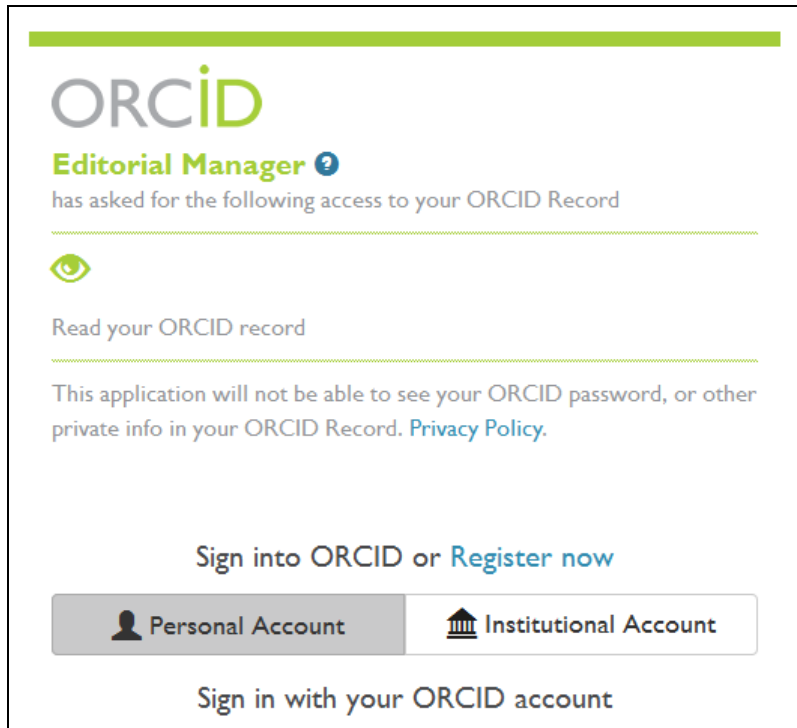 ORCID
Editorial Manager ?
has asked for the following access to your ORCID Record
Read your ORCID record
This application will not be able to see your ORCID password, or other
private info in your ORCID Record. Privacy Policy.
Sign into ORCID or Register now
Personal Account Institutional Account
Sign in with your ORCID account